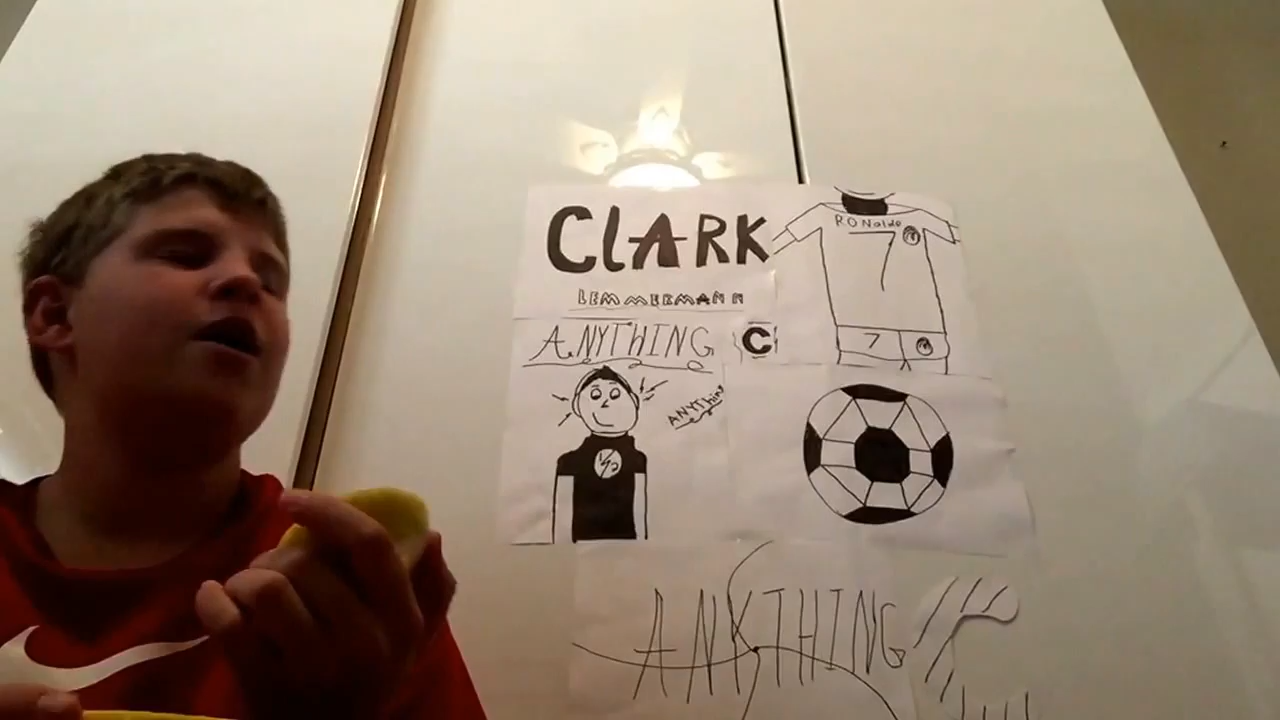 CLARK
LEMMERMANN
RONaldo
7
ANYTHING
C
7
ANYThiNG
ANYTHING